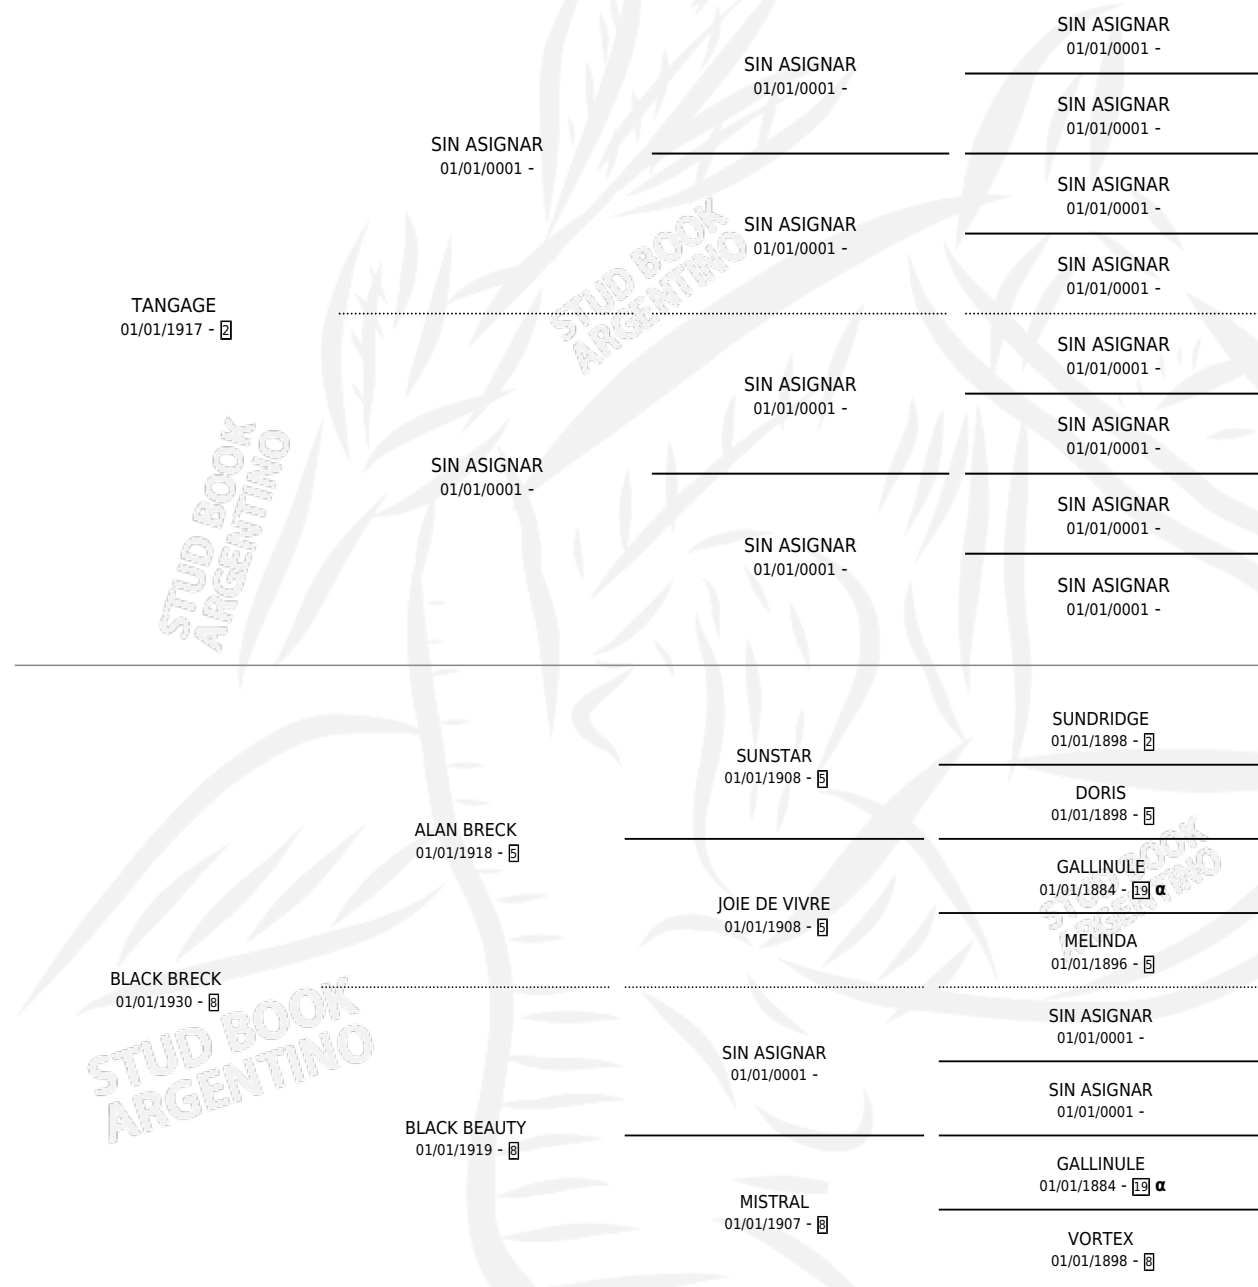 TANGAGE
01/01/1917 - 2
SIN ASIGNAR
01/01/0001 -
SIN ASIGNAR
01/01/0001 -
SIN ASIGNAR
01/01/0001 -
SIN ASIGNAR
01/01/0001 -
SIN ASIGNAR
01/01/0001 -
SIN ASIGNAR
01/01/0001 -
SIN ASIGNAR
01/01/0001 -
SIN ASIGNAR
01/01/0001 -
SIN ASIGNAR
01/01/0001 -
SIN ASIGNAR
01/01/0001 -
SIN ASIGNAR
01/01/0001 -
SIN ASIGNAR
01/01/0001 -
SIN ASIGNAR
01/01/0001 -
SIN ASIGNAR
01/01/0001 -
STUD BOOK
ARGENTINO
STUD BOOK
ARGENTINO
BLACK BRECK
01/01/1930 - 8
ALAN BRECK
01/01/1918 - 5
SUNSTAR
01/01/1908 - 5
SUNDRIDGE
01/01/1898 - 2
DORIS
01/01/1898 - 5
JOIE DE VIVRE
01/01/1908 - 5
GALLINULE
01/01/1884 - 19 α
MELINDA
01/01/1896 - 5
BLACK BEAUTY
01/01/1919 - 8
SIN ASIGNAR
01/01/0001 -
SIN ASIGNAR
01/01/0001 -
SIN ASIGNAR
01/01/0001 -
MISTRAL
01/01/1907 - 8
GALLINULE
01/01/1884 - 19 α
VORTEX
01/01/1898 - 8
STUD BOOK
ARGENTINO
STUD BOOK
ARGENTINO